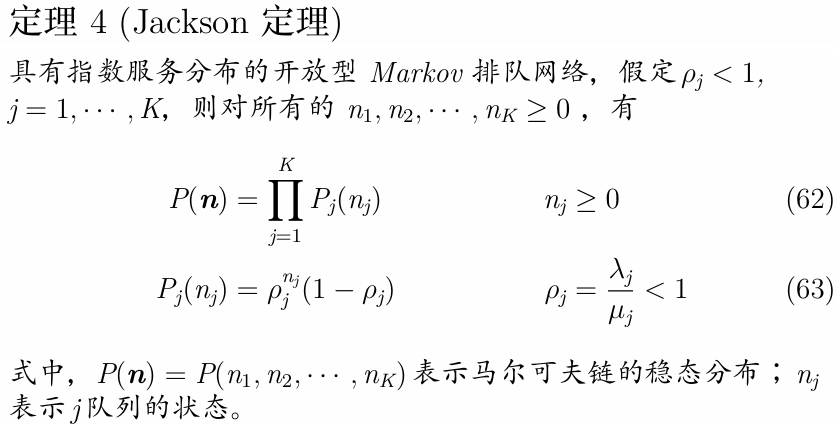 定理 4 (Jackson 定理)
具有指数服务分布的开放型 Markov 排队网络，假定 ρ_j < 1,
j = 1, ··· , K，则对所有的 n_1, n_2, ··· , n_K ≥ 0 ，有
P(n) = ∏_{j=1}^{K} P_j(n_j) n_j ≥ 0 (62)
P_j(n_j) = ρ_j^{n_j}(1 − ρ_j) ρ_j = λ_j/μ_j < 1 (63)
式中，P(n) = P(n_1, n_2, ··· , n_K) 表示马尔可夫链的稳态分布；n_j
表示 j 队列的状态。